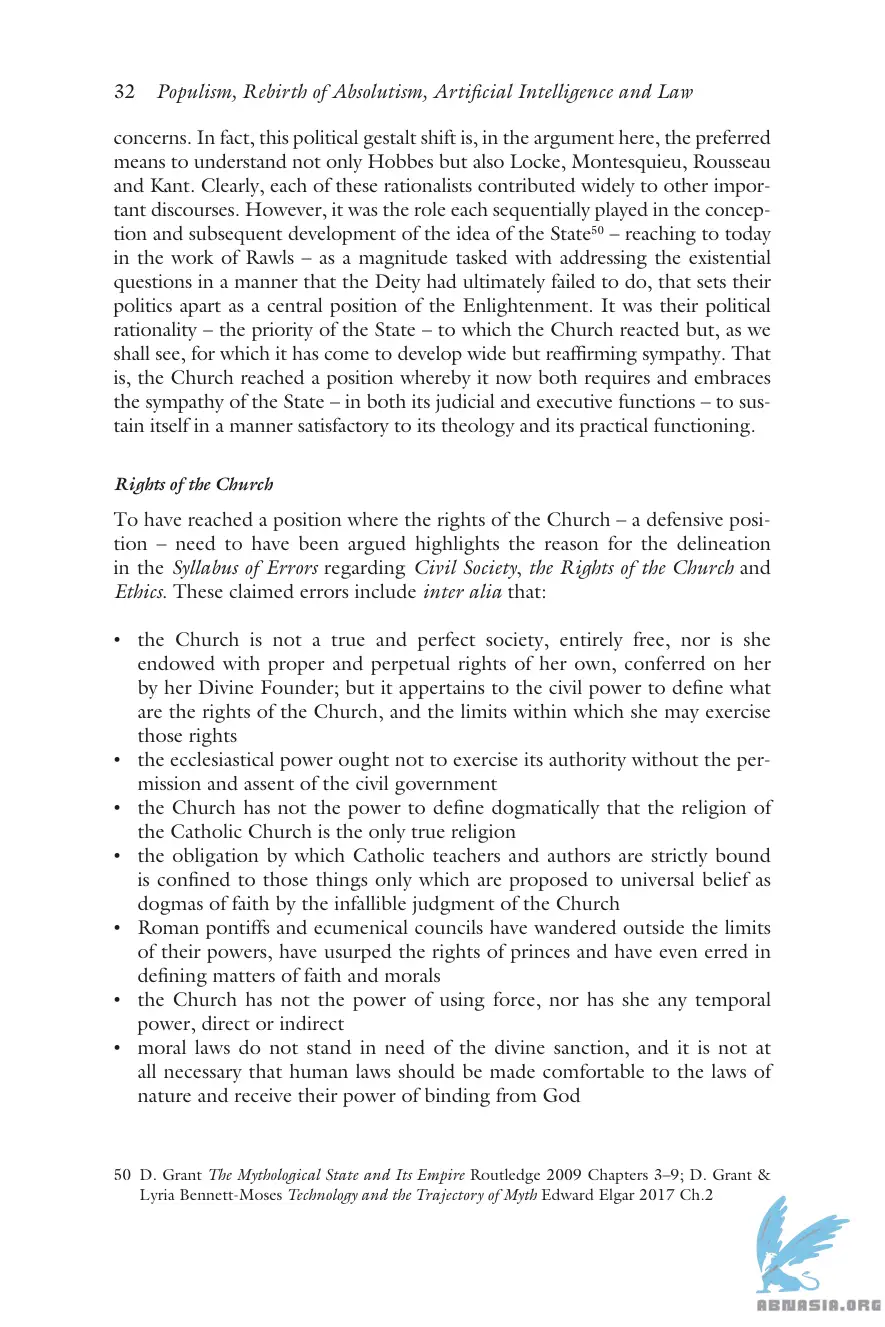 32 Populism, Rebirth of Absolutism, Artificial Intelligence and Law
concerns. In fact, this political gestalt shift is, in the argument here, the preferred
means to understand not only Hobbes but also Locke, Montesquieu, Rousseau
and Kant. Clearly, each of these rationalists contributed widely to other impor-
tant discourses. However, it was the role each sequentially played in the concep-
tion and subsequent development of the idea of the State⁵⁰ – reaching to today
in the work of Rawls – as a magnitude tasked with addressing the existential
questions in a manner that the Deity had ultimately failed to do, that sets their
politics apart as a central position of the Enlightenment. It was their political
rationality – the priority of the State – to which the Church reacted but, as we
shall see, for which it has come to develop wide but reaffirming sympathy. That
is, the Church reached a position whereby it now both requires and embraces
the sympathy of the State – in both its judicial and executive functions – to sus-
tain itself in a manner satisfactory to its theology and its practical functioning.
Rights of the Church
To have reached a position where the rights of the Church – a defensive posi-
tion – need to have been argued highlights the reason for the delineation
in the Syllabus of Errors regarding Civil Society, the Rights of the Church and
Ethics. These claimed errors include inter alia that:
• the Church is not a true and perfect society, entirely free, nor is she
endowed with proper and perpetual rights of her own, conferred on her
by her Divine Founder; but it appertains to the civil power to define what
are the rights of the Church, and the limits within which she may exercise
those rights
• the ecclesiastical power ought not to exercise its authority without the per-
mission and assent of the civil government
• the Church has not the power to define dogmatically that the religion of
the Catholic Church is the only true religion
• the obligation by which Catholic teachers and authors are strictly bound
is confined to those things only which are proposed to universal belief as
dogmas of faith by the infallible judgment of the Church
• Roman pontiffs and ecumenical councils have wandered outside the limits
of their powers, have usurped the rights of princes and have even erred in
defining matters of faith and morals
• the Church has not the power of using force, nor has she any temporal
power, direct or indirect
• moral laws do not stand in need of the divine sanction, and it is not at
all necessary that human laws should be made comfortable to the laws of
nature and receive their power of binding from God
50 D. Grant The Mythological State and Its Empire Routledge 2009 Chapters 3–9; D. Grant &
Lyria Bennett-Moses Technology and the Trajectory of Myth Edward Elgar 2017 Ch.2
ABNASIA.ORG